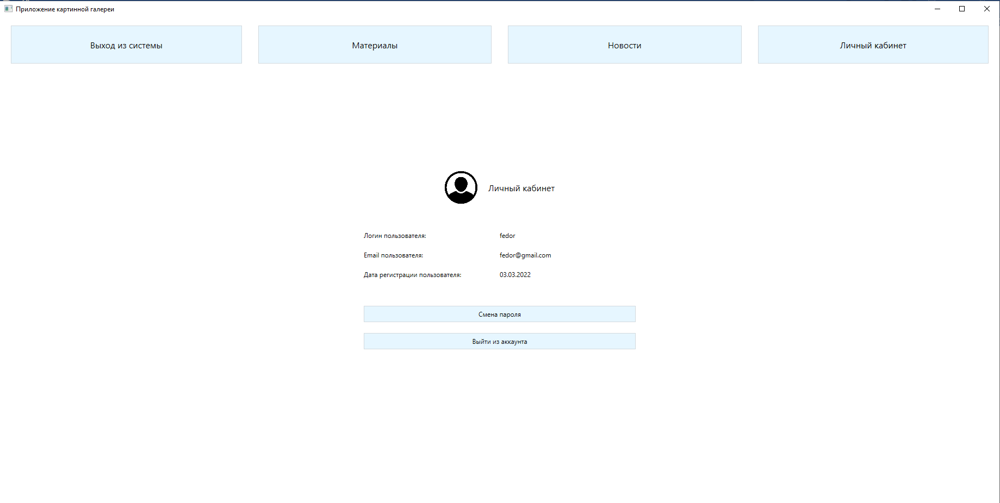 Приложение картинной галереи
Выход из системы
Материалы
Новости
Личный кабинет
Личный кабинет
Логин пользователя: fedor
Email пользователя: fedor@gmail.com
Дата регистрации пользователя: 03.03.2022
Смена пароля
Выйти из аккаунта